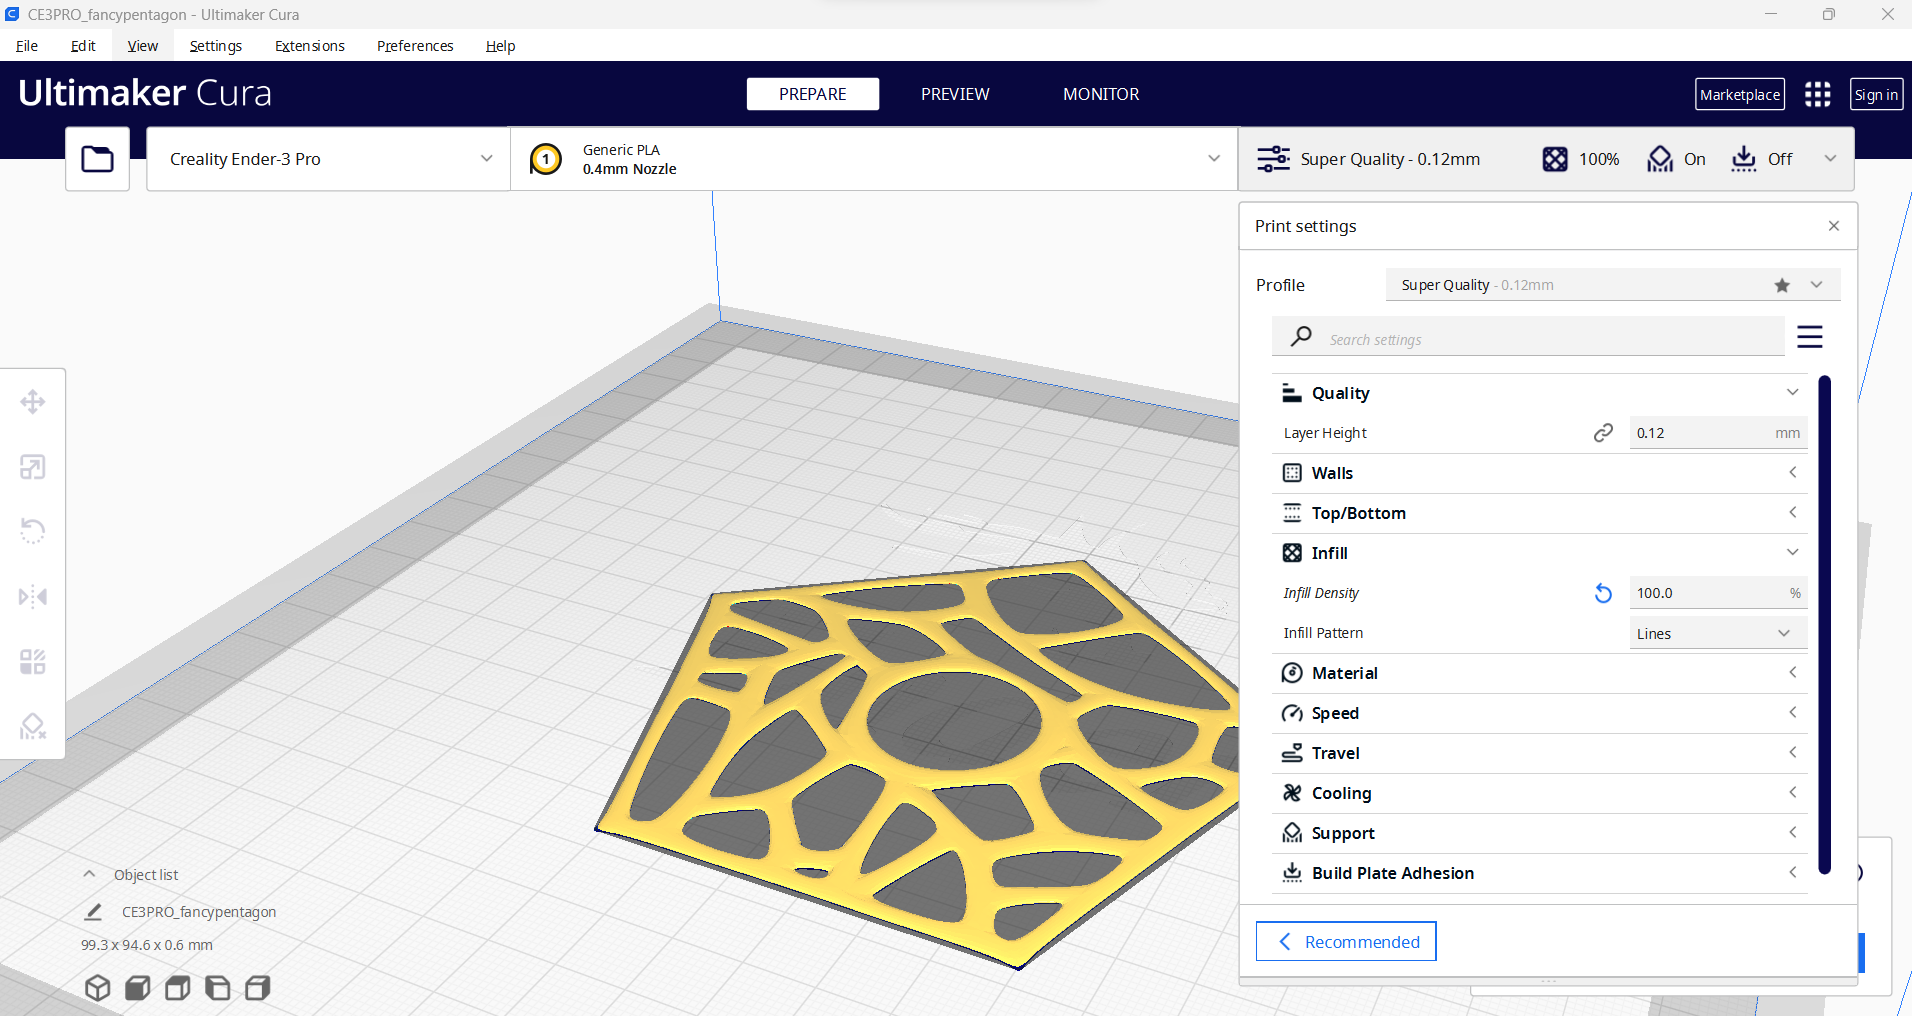 CE3PRO_fancypentagon - Ultimaker Cura
File Edit View Settings Extensions Preferences Help
Ultimaker Cura
PREPARE PREVIEW MONITOR
Marketplace Sign in
Creality Ender-3 Pro
1
Generic PLA
0.4mm Nozzle
Super Quality - 0.12mm 100% On Off
Print settings
Profile Super Quality - 0.12mm
Search settings
Quality
Layer Height 0.12 mm
Walls
Top/Bottom
Infill
Infill Density 100.0 %
Infill Pattern Lines
Material
Speed
Travel
Cooling
Support
Build Plate Adhesion
Recommended
Object list
CE3PRO_fancypentagon
99.3 x 94.6 x 0.6 mm